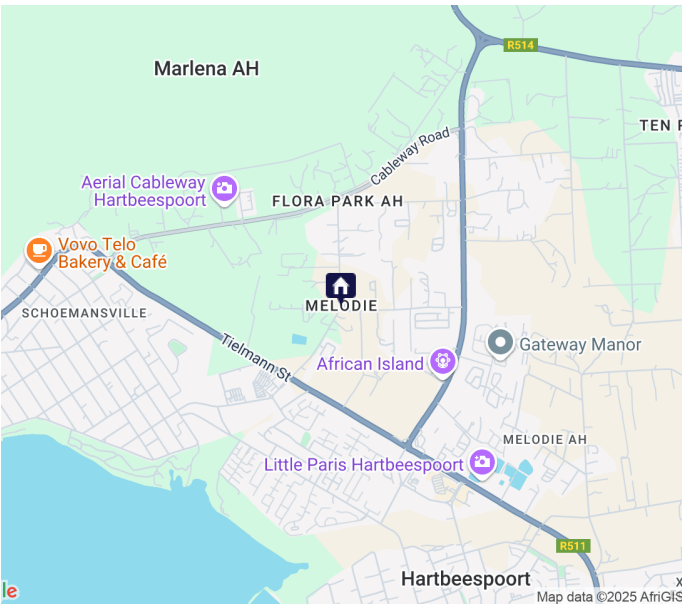 R514
Marlena AH
TEN
Cableway Road
Aerial Cableway
Hartbeespoort
FLORA PARK AH
Vovo Telo
Bakery & Café
MELODIE
SCHOEMANSVILLE
Tielmann St
Gateway Manor
African Island
MELODIE AH
Little Paris Hartbeespoort
R511
Hartbeespoort
Map data ©2025 AfriGIS